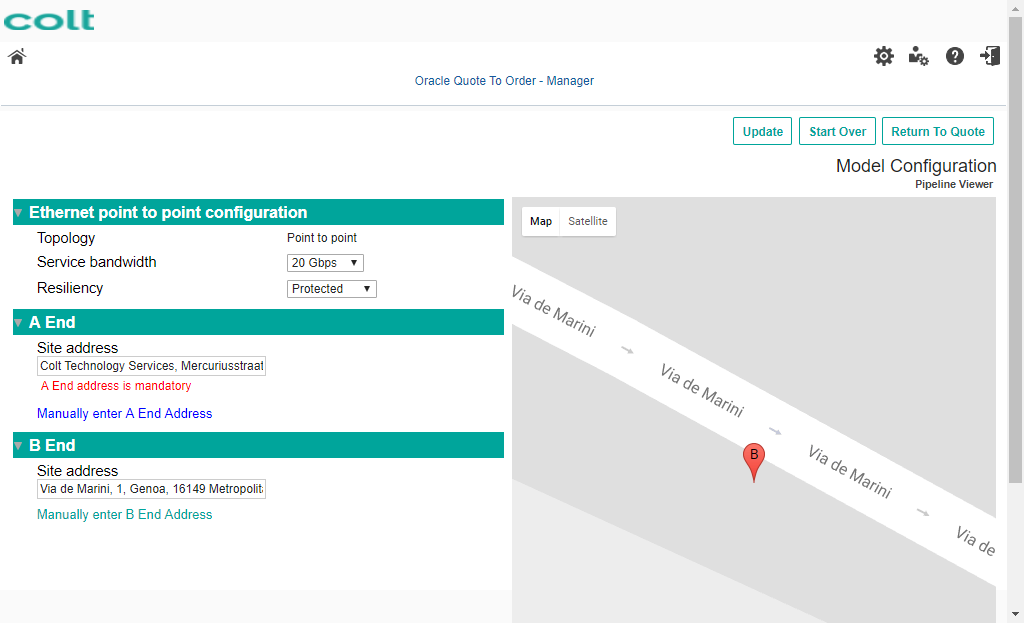 colt
Oracle Quote To Order - Manager
Update
Start Over
Return To Quote
Model Configuration
Pipeline Viewer
Ethernet point to point configuration
Topology
Point to point
Service bandwidth
20 Gbps
Resiliency
Protected
A End
Site address
Colt Technology Services, Mercuriusstraat
A End address is mandatory
Manually enter A End Address
B End
Site address
Via de Marini, 1, Genoa, 16149 Metropolit
Manually enter B End Address
Map
Satellite
Via de Marini
Via de Marini
Via de Marini
Via de
B